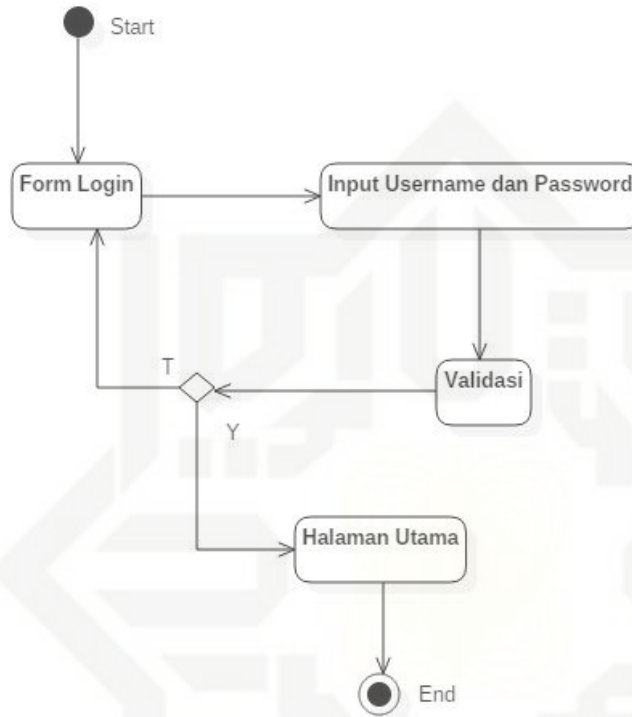 Start
Form Login
Input Username dan Password
T
Validasi
Y
Halaman Utama
End